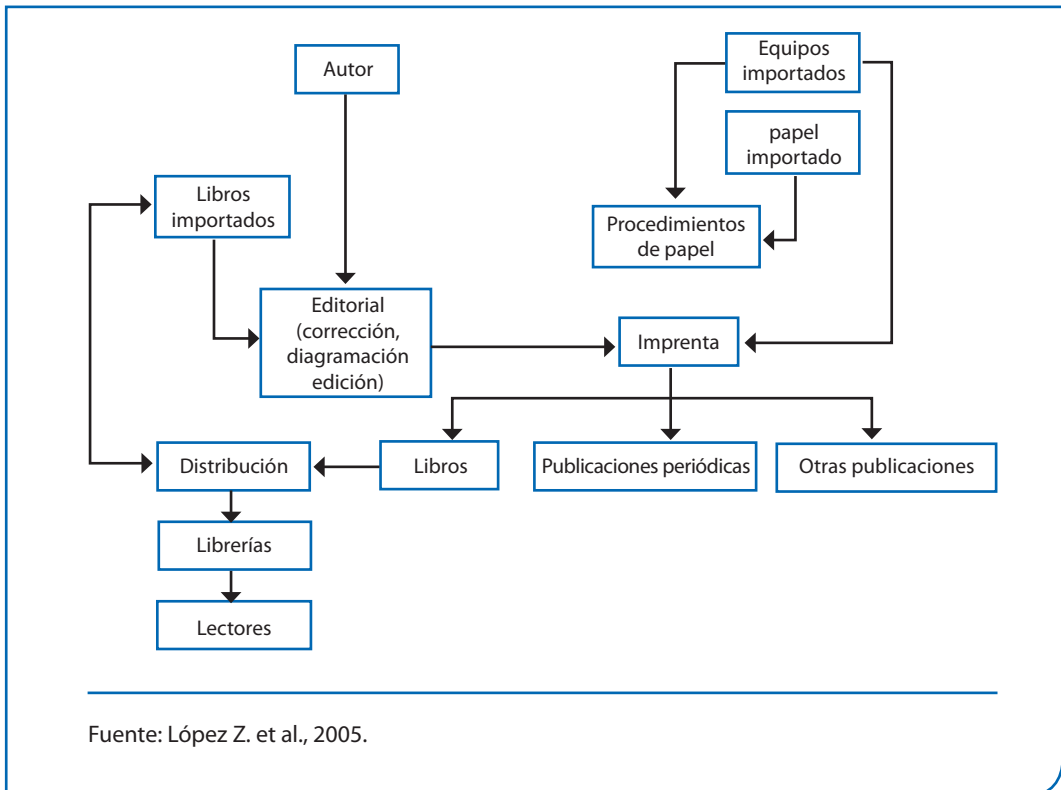 Autor
Equipos
importados
papel
importado
Libros
importados
Procedimientos
de papel
Editorial
(corrección,
diagramación
edición)
Imprenta
Distribución
Libros
Publicaciones periódicas
Otras publicaciones
Librerías
Lectores
Fuente: López Z. et al., 2005.